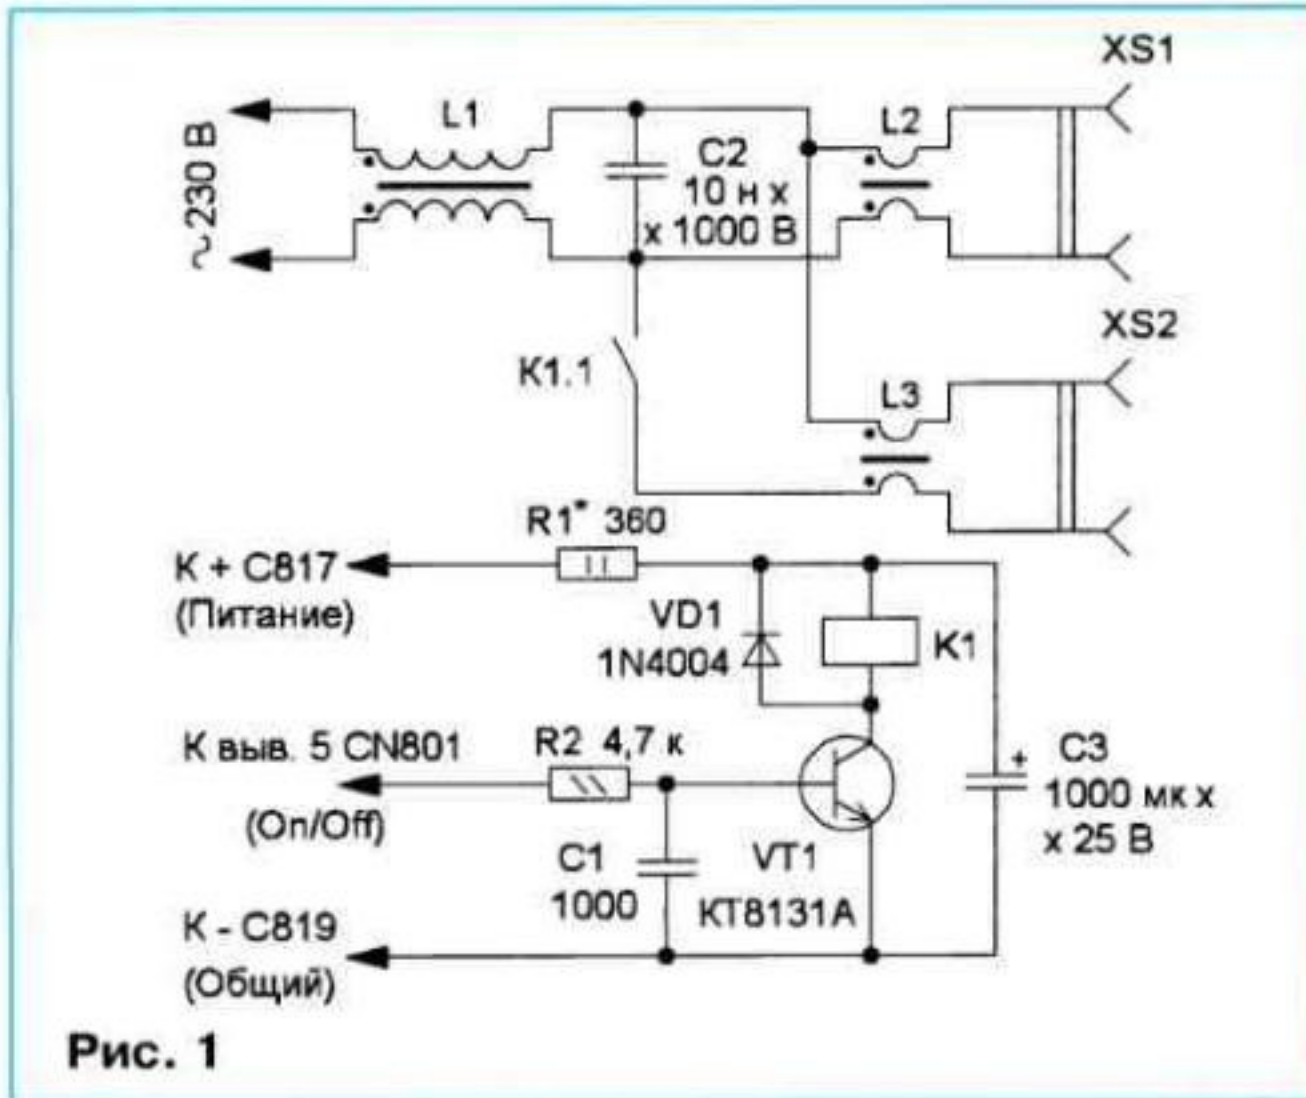 XS1
L1
L2
~230 В
C2
10 н x
x 1000 В
XS2
K1.1
L3
R1* 360
К + C817
(Питание)
VD1
1N4004
K1
К выв. 5 CN801
(On/Off)
R2 4,7 к
C3
+
1000 мк x
x 25 В
C1
1000
VT1
КТ8131А
К - C819
(Общий)
Рис. 1